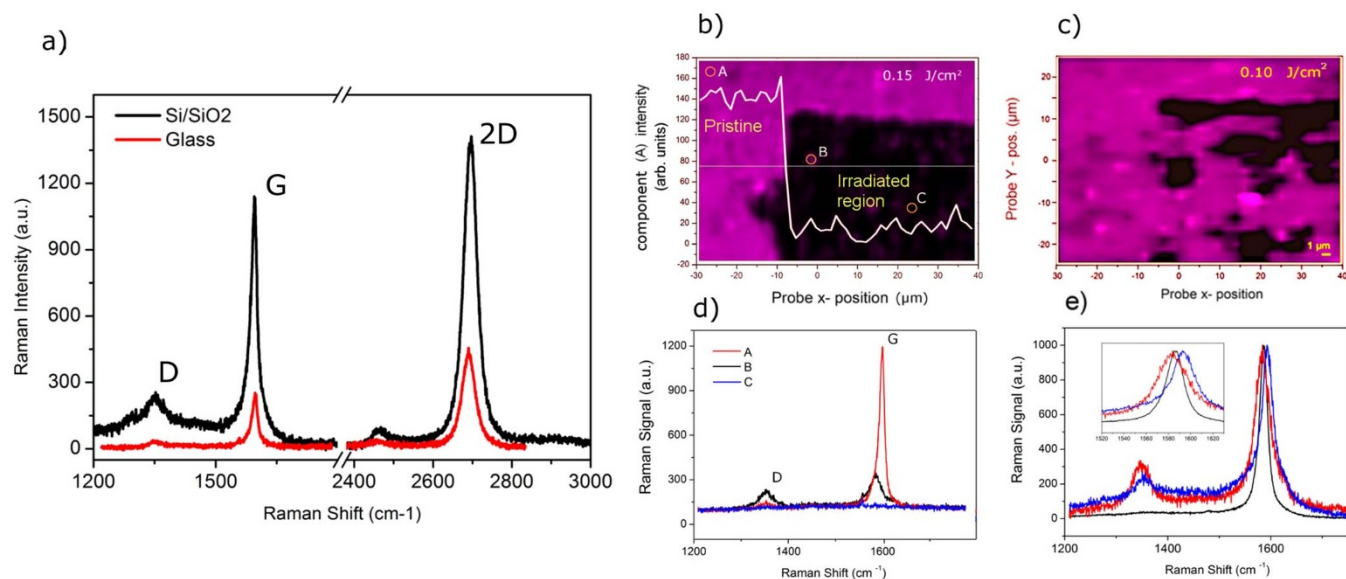 a)
1500
1200
900
600
300
0
Raman Intensity (a.u.)
Si/SiO2
Glass
D
G
2D
1200
1500
2400
2600
2800
3000
Raman Shift (cm-1)
b)
180
160
140
120
100
80
60
40
20
0
-20
component (A) intensity
(arb. units)
A
0.15 J/cm²
Pristine
B
Irradiated
region
C
-30
-20
-10
0
10
20
30
40
Probe x- position (µm)
c)
20
10
0
-10
-20
Probe Y - pos. (µm)
0.10 J/cm²
1 µm
-30
-20
-10
0
10
20
30
40
Probe x- position
d)
1200
900
600
300
0
Raman Signal (a.u.)
A
B
C
D
G
1200
1400
1600
Raman Shift (cm⁻¹)
e)
1000
800
600
400
200
0
Raman Signal (a.u.)
1520
1540
1560
1580
1600
1620
1200
1400
1600
Raman Shift (cm⁻¹)